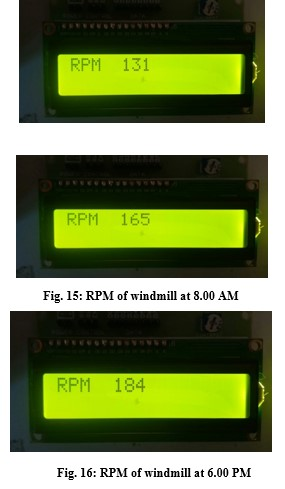 RPM 131
RPM 165
Fig. 15: RPM of windmill at 8.00 AM
RPM 184
Fig. 16: RPM of windmill at 6.00 PM